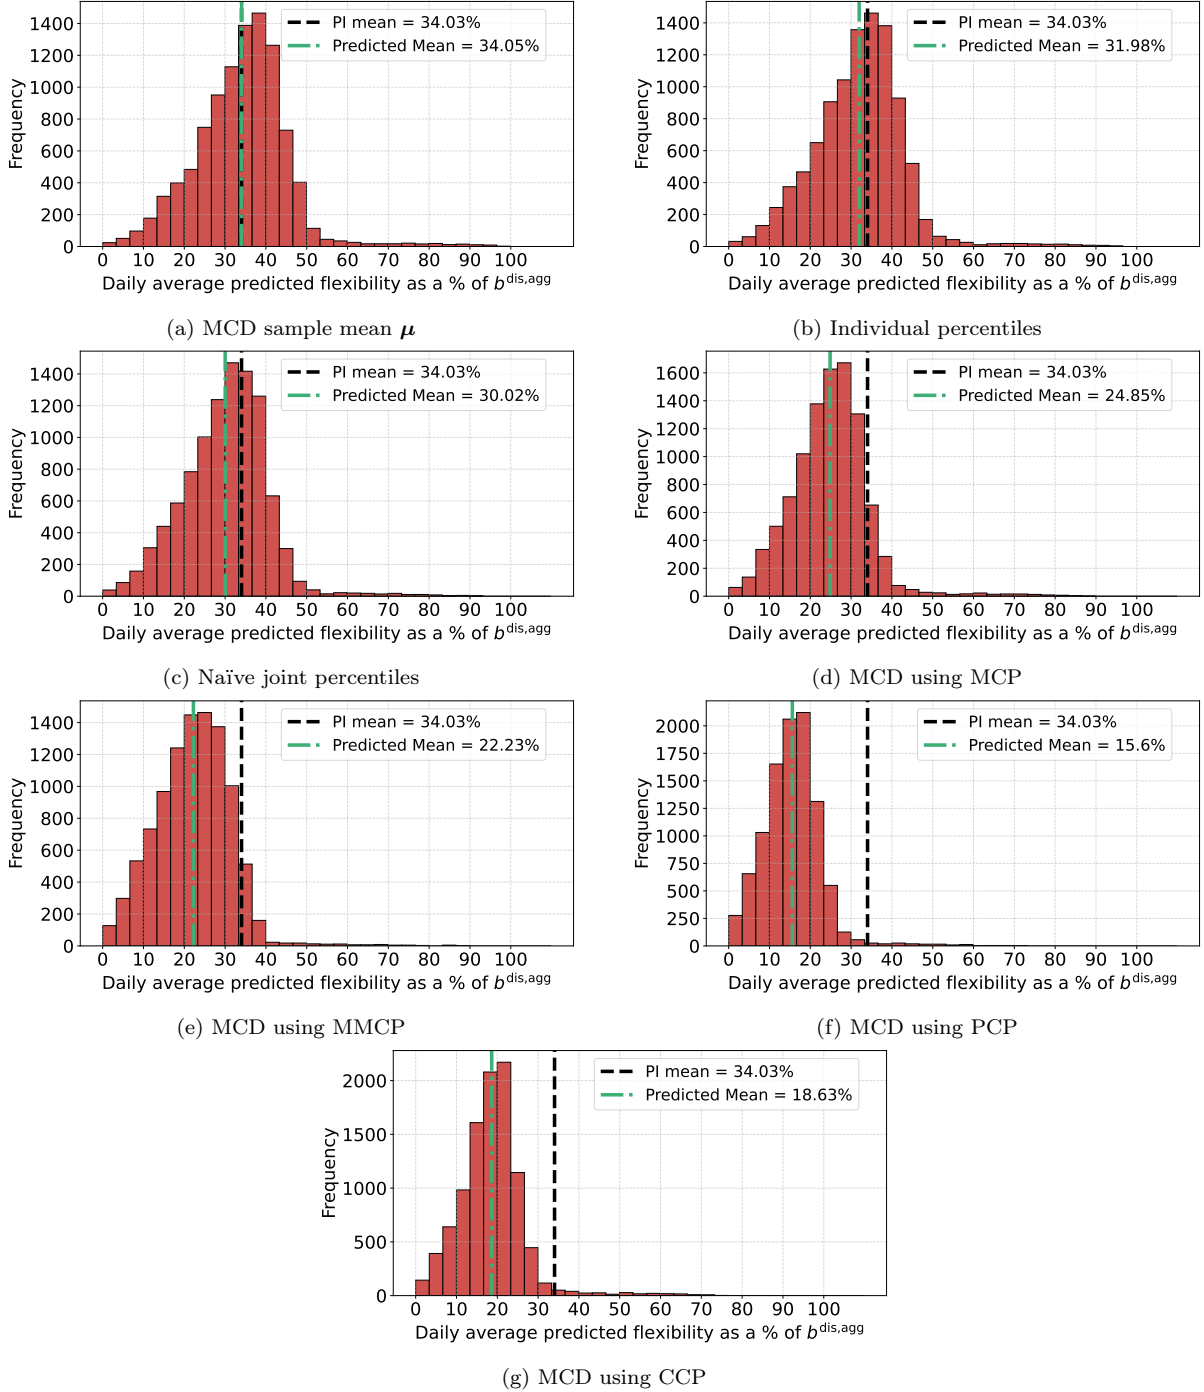 PI mean = 34.03%
Predicted Mean = 34.05%
Frequency
1400
1200
1000
800
600
400
200
0
0 10 20 30 40 50 60 70 80 90 100
Daily average predicted flexibility as a % of b^dis,agg
(a) MCD sample mean μ
PI mean = 34.03%
Predicted Mean = 31.98%
Frequency
1400
1200
1000
800
600
400
200
0
0 10 20 30 40 50 60 70 80 90 100
Daily average predicted flexibility as a % of b^dis,agg
(b) Individual percentiles
PI mean = 34.03%
Predicted Mean = 30.02%
Frequency
1400
1200
1000
800
600
400
200
0
0 10 20 30 40 50 60 70 80 90 100
Daily average predicted flexibility as a % of b^dis,agg
(c) Naïve joint percentiles
PI mean = 34.03%
Predicted Mean = 24.85%
Frequency
1600
1400
1200
1000
800
600
400
200
0
0 10 20 30 40 50 60 70 80 90 100
Daily average predicted flexibility as a % of b^dis,agg
(d) MCD using MCP
PI mean = 34.03%
Predicted Mean = 22.23%
Frequency
1400
1200
1000
800
600
400
200
0
0 10 20 30 40 50 60 70 80 90 100
Daily average predicted flexibility as a % of b^dis,agg
(e) MCD using MMCP
PI mean = 34.03%
Predicted Mean = 15.6%
Frequency
2000
1750
1500
1250
1000
750
500
250
0
0 10 20 30 40 50 60 70 80 90 100
Daily average predicted flexibility as a % of b^dis,agg
(f) MCD using PCP
PI mean = 34.03%
Predicted Mean = 18.63%
Frequency
2000
1500
1000
500
0
0 10 20 30 40 50 60 70 80 90 100
Daily average predicted flexibility as a % of b^dis,agg
(g) MCD using CCP